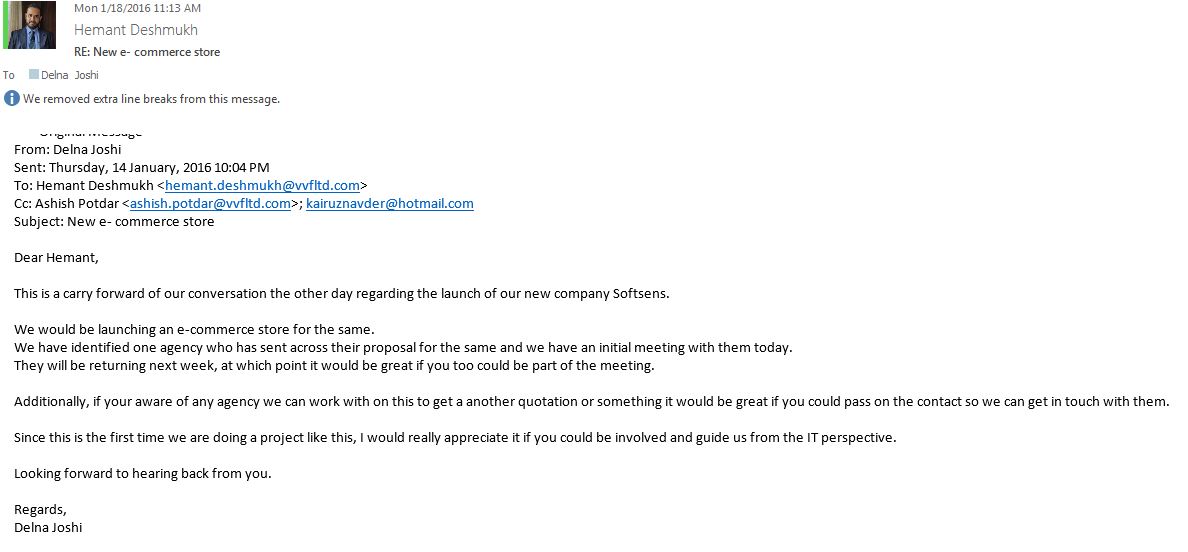 Mon 1/18/2016 11:13 AM
Hemant Deshmukh
RE: New e- commerce store
To Delna Joshi
We removed extra line breaks from this message.
Original Message
From: Delna Joshi
Sent: Thursday, 14 January, 2016 10:04 PM
To: Hemant Deshmukh <hemant.deshmukh@vvfltd.com>
Cc: Ashish Potdar <ashish.potdar@vvfltd.com>; kairuznavder@hotmail.com
Subject: New e- commerce store
Dear Hemant,
This is a carry forward of our conversation the other day regarding the launch of our new company Softsens.
We would be launching an e-commerce store for the same.
We have identified one agency who has sent across their proposal for the same and we have an initial meeting with them today.
They will be returning next week, at which point it would be great if you too could be part of the meeting.
Additionally, if your aware of any agency we can work with on this to get a another quotation or something it would be great if you could pass on the contact so we can get in touch with them.
Since this is the first time we are doing a project like this, I would really appreciate it if you could be involved and guide us from the IT perspective.
Looking forward to hearing back from you.
Regards,
Delna Joshi